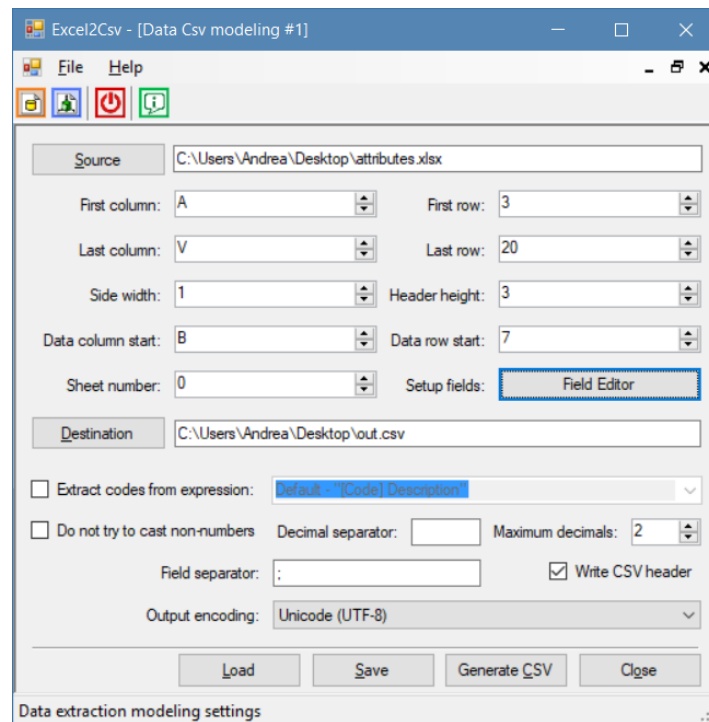 Excel2Csv - [Data Csv modeling #1]
File Help
Source C:\Users\Andrea\Desktop\attributes.xlsx
First column: A First row: 3
Last column: V Last row: 20
Side width: 1 Header height: 3
Data column start: B Data row start: 7
Sheet number: 0 Setup fields: Field Editor
Destination C:\Users\Andrea\Desktop\out.csv
Extract codes from expression: Default - "[Code] Description"
Do not try to cast non-numbers Decimal separator: Maximum decimals: 2
Field separator: ; Write CSV header
Output encoding: Unicode (UTF-8)
Load Save Generate CSV Close
Data extraction modeling settings